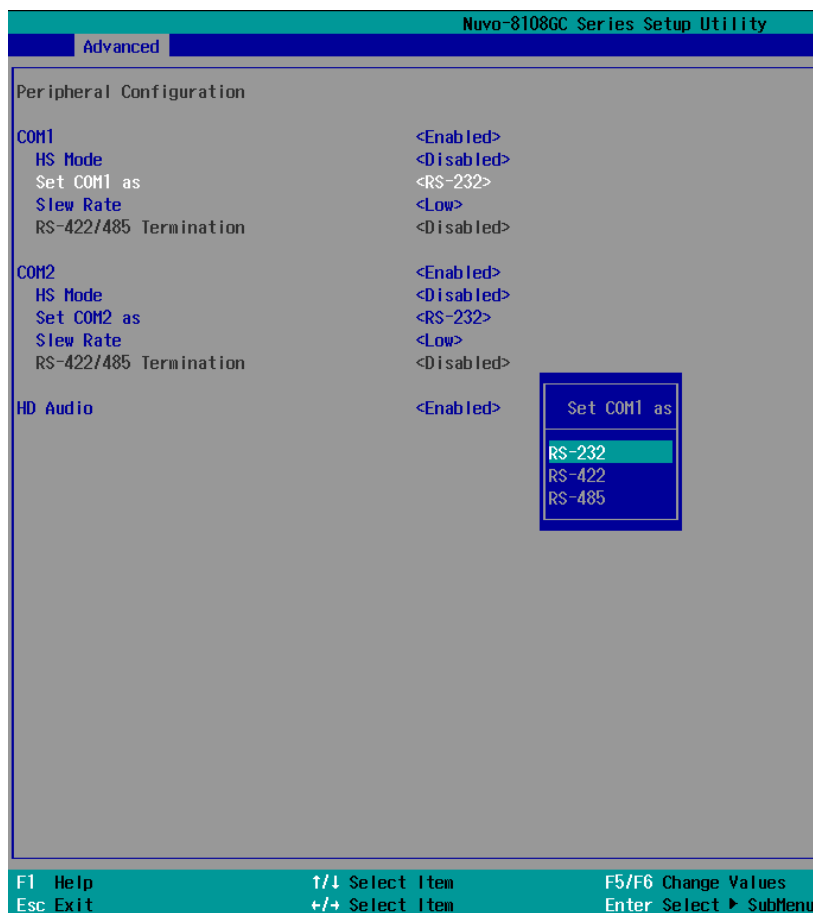 Nuvo-8108GC Series Setup Utility
Advanced
Peripheral Configuration
COM1 <Enabled>
HS Mode <Disabled>
Set COM1 as <RS-232>
Slew Rate <Low>
RS-422/485 Termination <Disabled>
COM2 <Enabled>
HS Mode <Disabled>
Set COM2 as <RS-232>
Slew Rate <Low>
RS-422/485 Termination <Disabled>
HD Audio <Enabled>
Set COM1 as
RS-232
RS-422
RS-485
F1 Help ↑/↓ Select Item F5/F6 Change Values
Esc Exit ←/→ Select Item Enter Select ▶ SubMenu